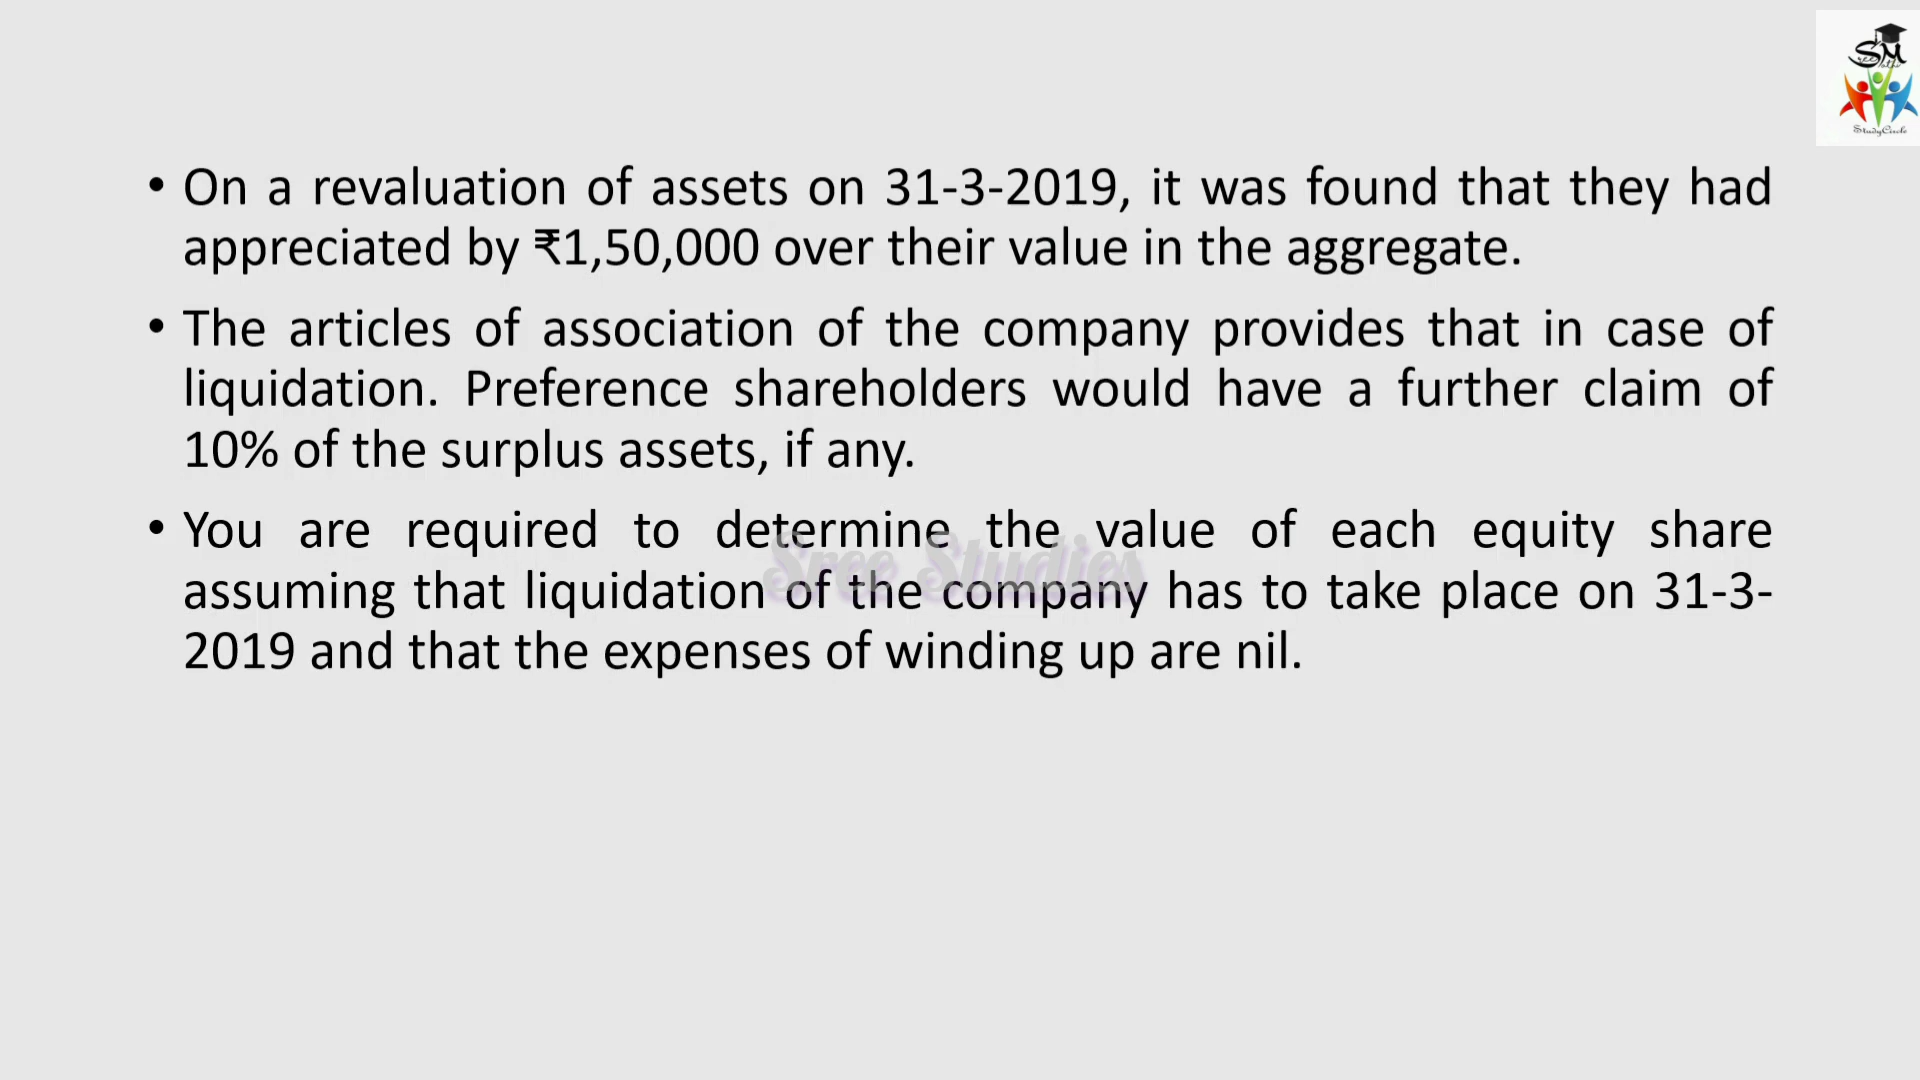 • On a revaluation of assets on 31-3-2019, it was found that they had
appreciated by ₹1,50,000 over their value in the aggregate.
• The articles of association of the company provides that in case of
liquidation. Preference shareholders would have a further claim of
10% of the surplus assets, if any.
• You are required to determine the value of each equity share
Sree Studies
assuming that liquidation of the company has to take place on 31-3-
2019 and that the expenses of winding up are nil.
SM
StudyCircle